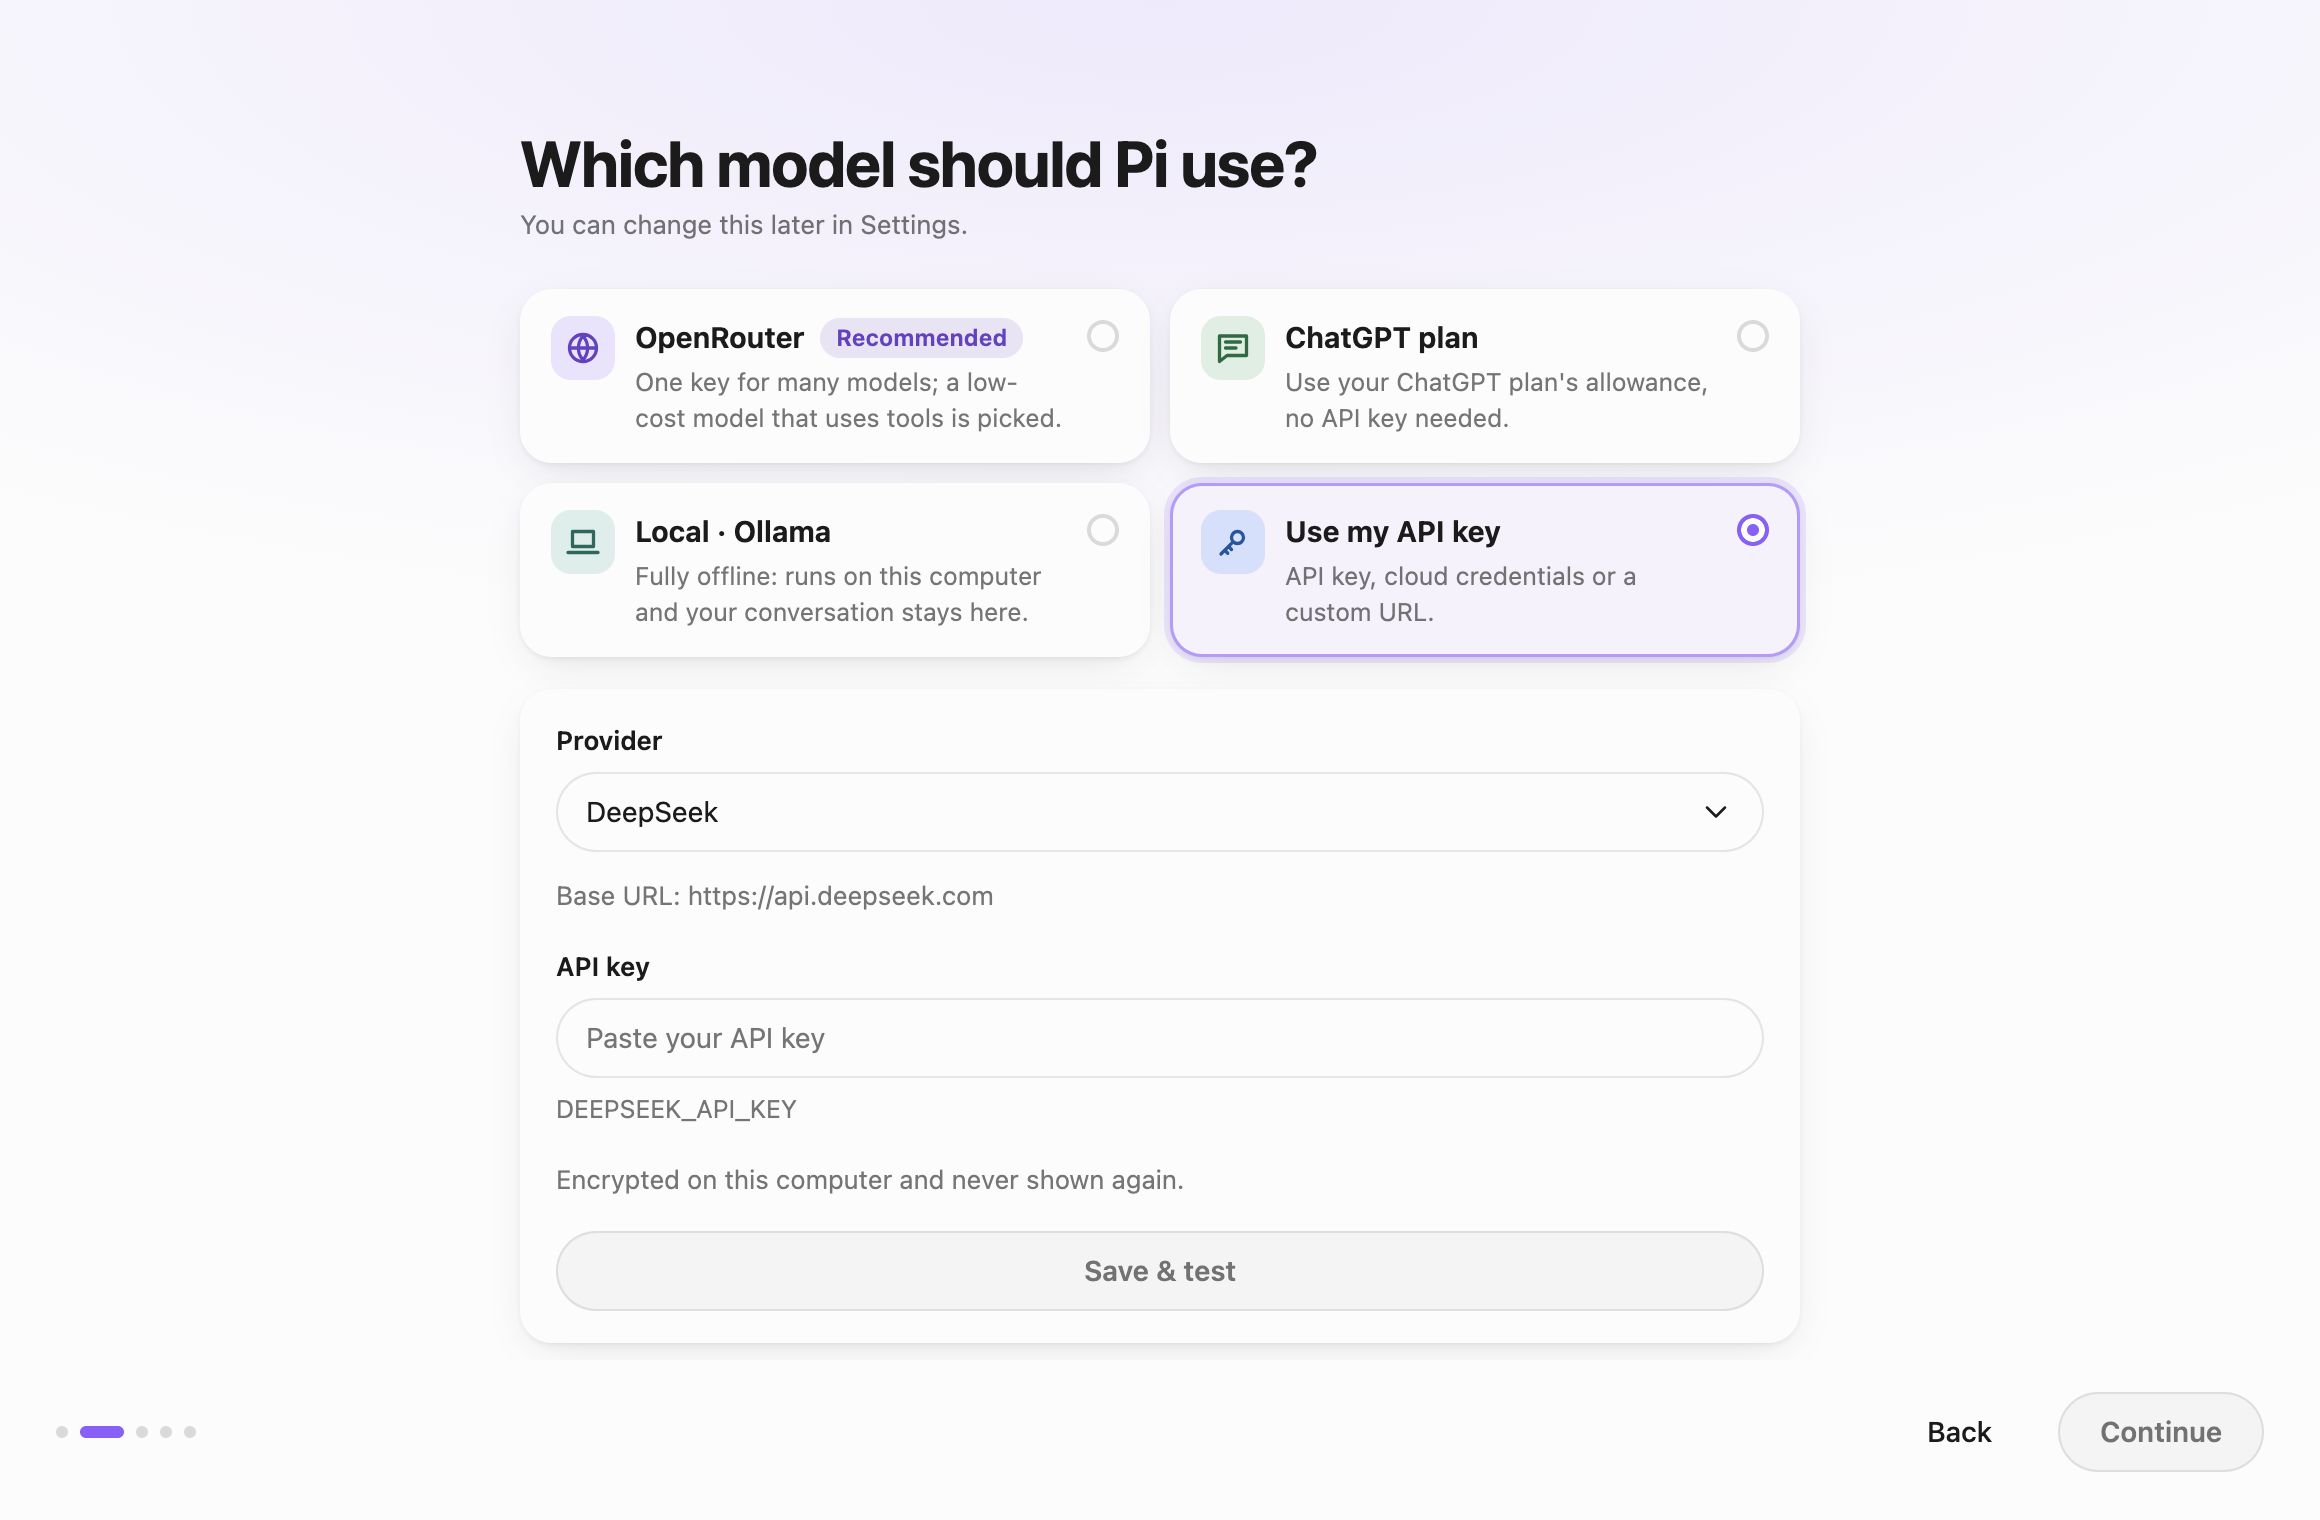 Which model should Pi use?
You can change this later in Settings.
OpenRouter Recommended
One key for many models; a low-
cost model that uses tools is picked.
ChatGPT plan
Use your ChatGPT plan's allowance,
no API key needed.
Local · Ollama
Fully offline: runs on this computer
and your conversation stays here.
Use my API key
API key, cloud credentials or a
custom URL.
Provider
DeepSeek
Base URL: https://api.deepseek.com
API key
Paste your API key
DEEPSEEK_API_KEY
Encrypted on this computer and never shown again.
Save & test
Back
Continue